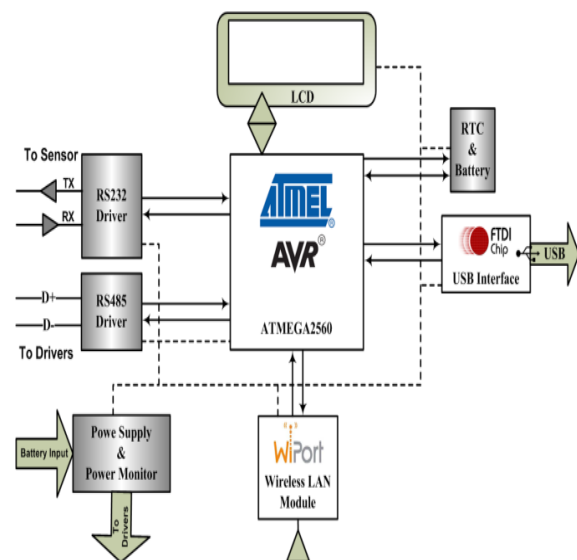 LCD
To Sensor
TX
RX
RS232
Driver
ATMEL®
AVR®
ATMEGA2560
RTC
&
Battery
FTDI
Chip
USB Interface
USB
D+
D-
RS485
Driver
To Drivers
Battery Input
Powe Supply
&
Power Monitor
To
Drivers
WiPort
Wireless LAN
Module